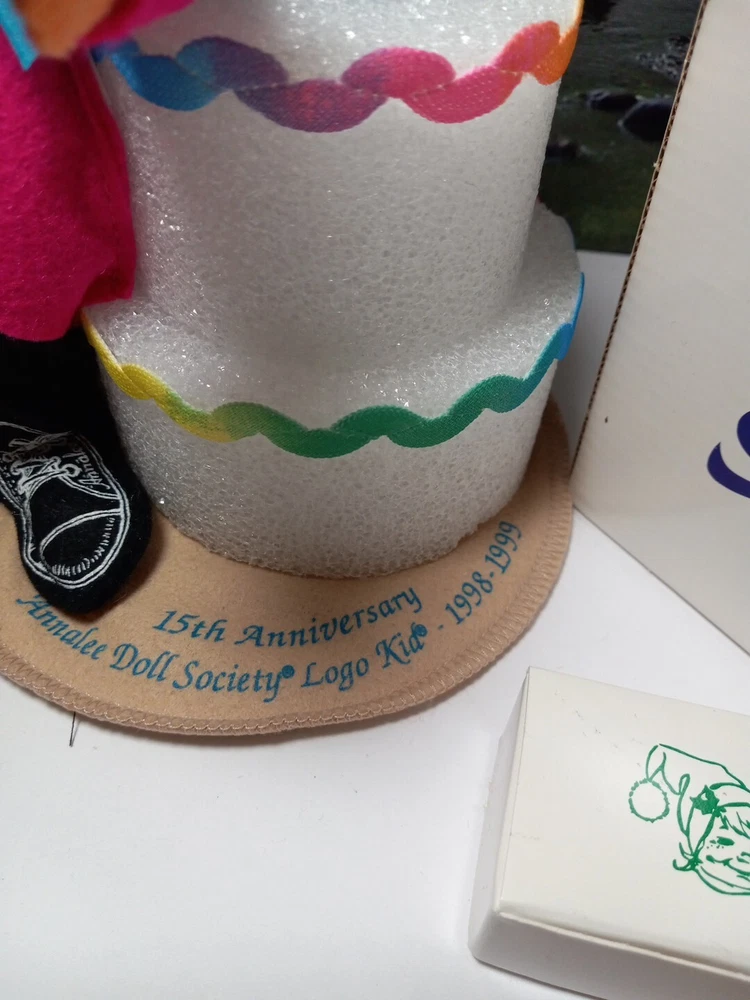 15th Anniversary
Annalee Doll Society® Logo Kid® - 1998-1999